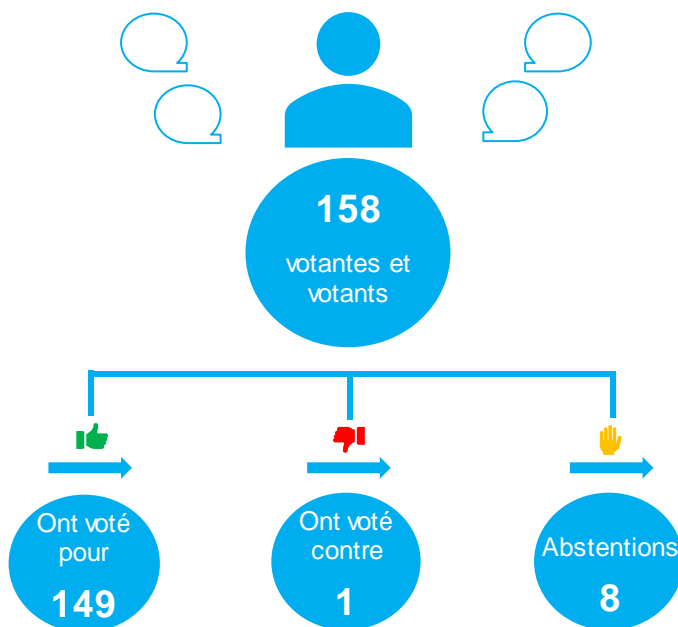 158
votantes et
votants
Ont voté
pour
149
Ont voté
contre
1
Abstentions
8